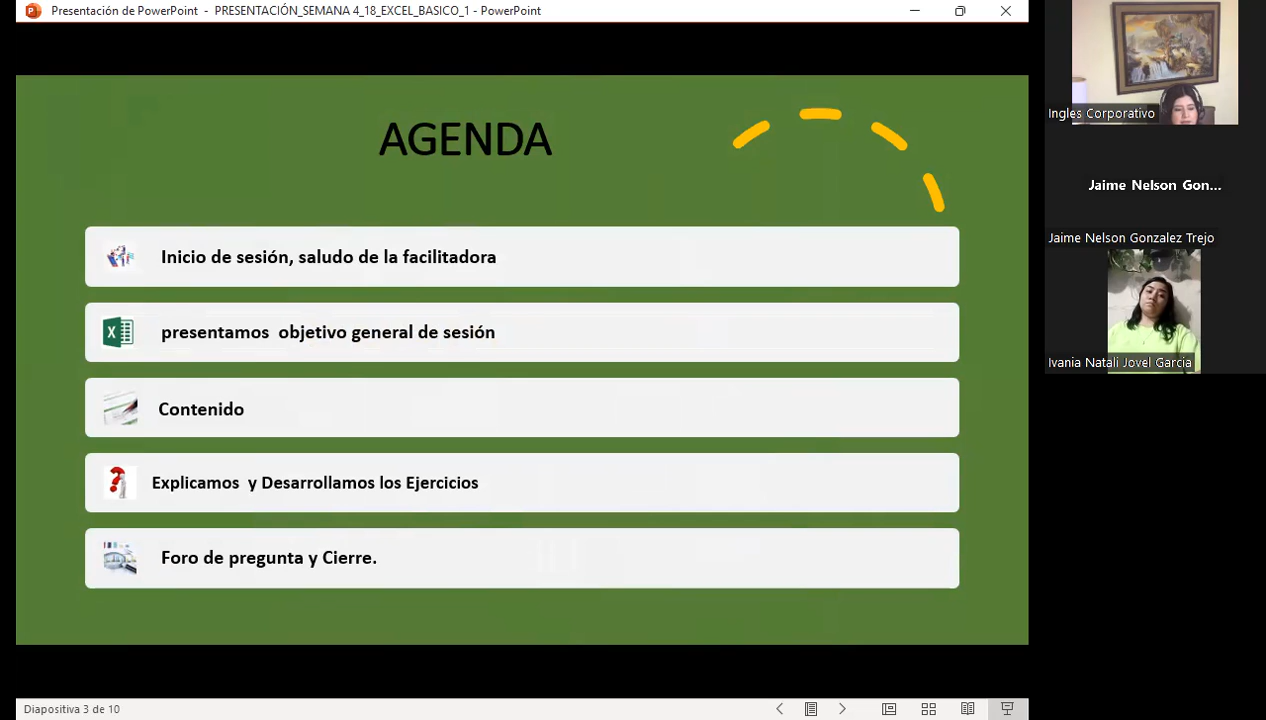 Presentación de PowerPoint - PRESENTACIÓN_SEMANA 4_18_EXCEL_BASICO_1 - PowerPoint
AGENDA
Inicio de sesión, saludo de la facilitadora
presentamos objetivo general de sesión
Contenido
Explicamos y Desarrollamos los Ejercicios
Foro de pregunta y Cierre.
Diapositiva 3 de 10
Ingles Corporativo
Jaime Nelson Gon...
Jaime Nelson Gonzalez Trejo
Ivania Natali Jovel Garcia